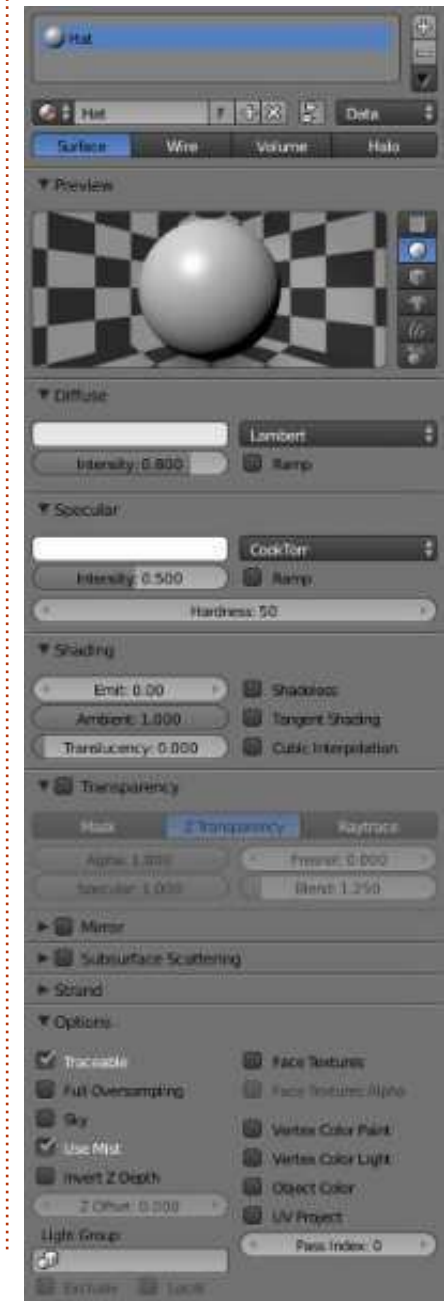 Hat
Hat F Data
Surface Wire Volume Halo
Preview
Diffuse
Lambert
Intensity: 0.800 Ramp
Specular
CookTorr
Intensity: 0.500 Ramp
Hardness: 50
Shading
Emit: 0.00 Shadeless
Ambient: 1.000 Tangent Shading
Translucency: 0.000 Cubic Interpolation
Transparency
Mask Z Transparency Raytrace
Alpha: 1.000 Fresnel: 0.000
Specular: 1.000 Blend: 1.250
Mirror
Subsurface Scattering
Strand
Options
Traceable Face Textures
Full Oversampling Face Textures Alpha
Sky
Vertex Color Paint
Use Mist
Vertex Color Light
Invert Z Depth
Object Color
Z Offset: 0.000
UV Project
Light Group:
Pass Index: 0
Exclude Local